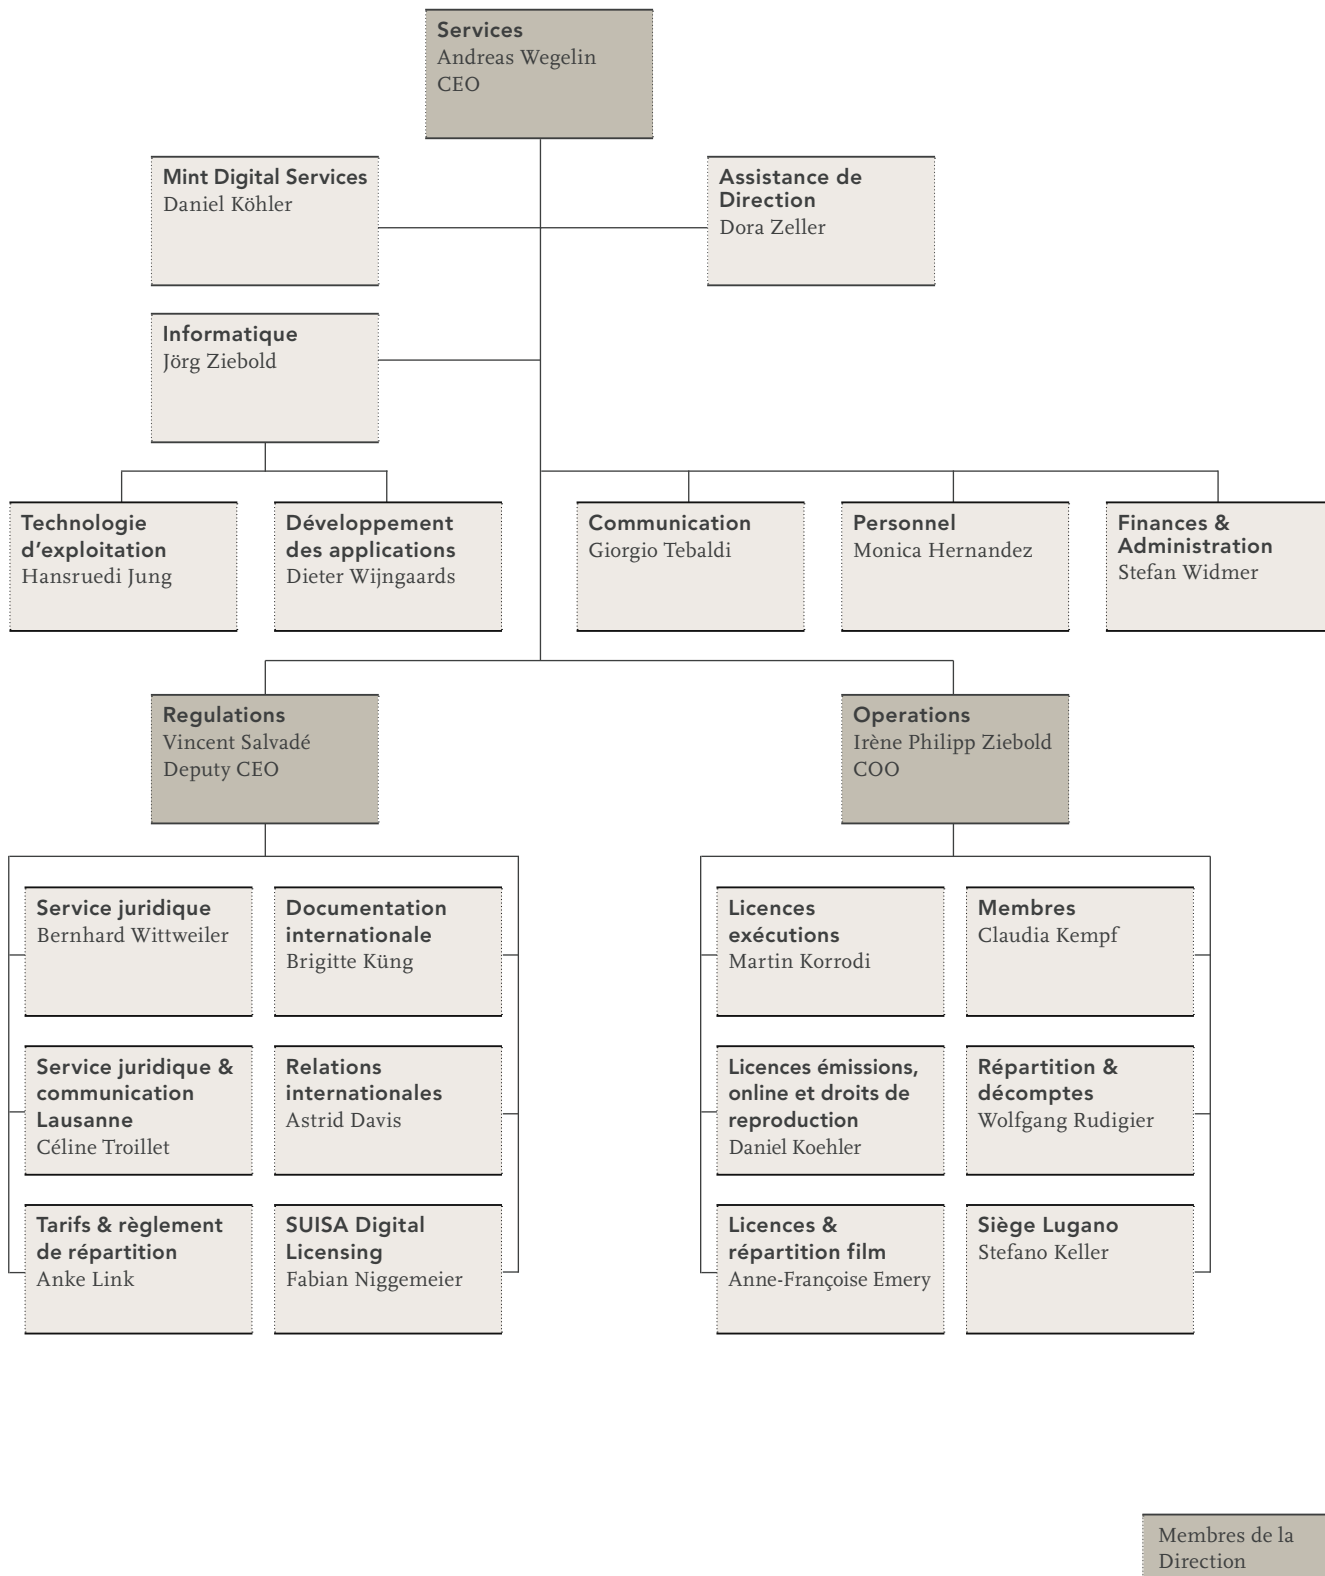 Services
Andreas Wegelin
CEO
Mint Digital Services
Daniel Köhler
Assistance de
Direction
Dora Zeller
Informatique
Jörg Ziebold
Technologie
d’exploitation
Hansruedi Jung
Développement
des applications
Dieter Wijngaards
Communication
Giorgio Tebaldi
Personnel
Monica Hernandez
Finances &
Administration
Stefan Widmer
Regulations
Vincent Salvadé
Deputy CEO
Operations
Irène Philipp Ziebold
COO
Service juridique
Bernhard Wittweiler
Documentation
internationale
Brigitte Küng
Licences
exécutions
Martin Korrodi
Membres
Claudia Kempf
Service juridique &
communication
Lausanne
Céline Troillet
Relations
internationales
Astrid Davis
Licences émissions,
online et droits de
reproduction
Daniel Koehler
Répartition &
décomptes
Wolfgang Rudigier
Tarifs & règlement
de répartition
Anke Link
SUISA Digital
Licensing
Fabian Niggemeier
Licences &
répartition film
Anne-Françoise Emery
Siège Lugano
Stefano Keller
Membres de la
Direction